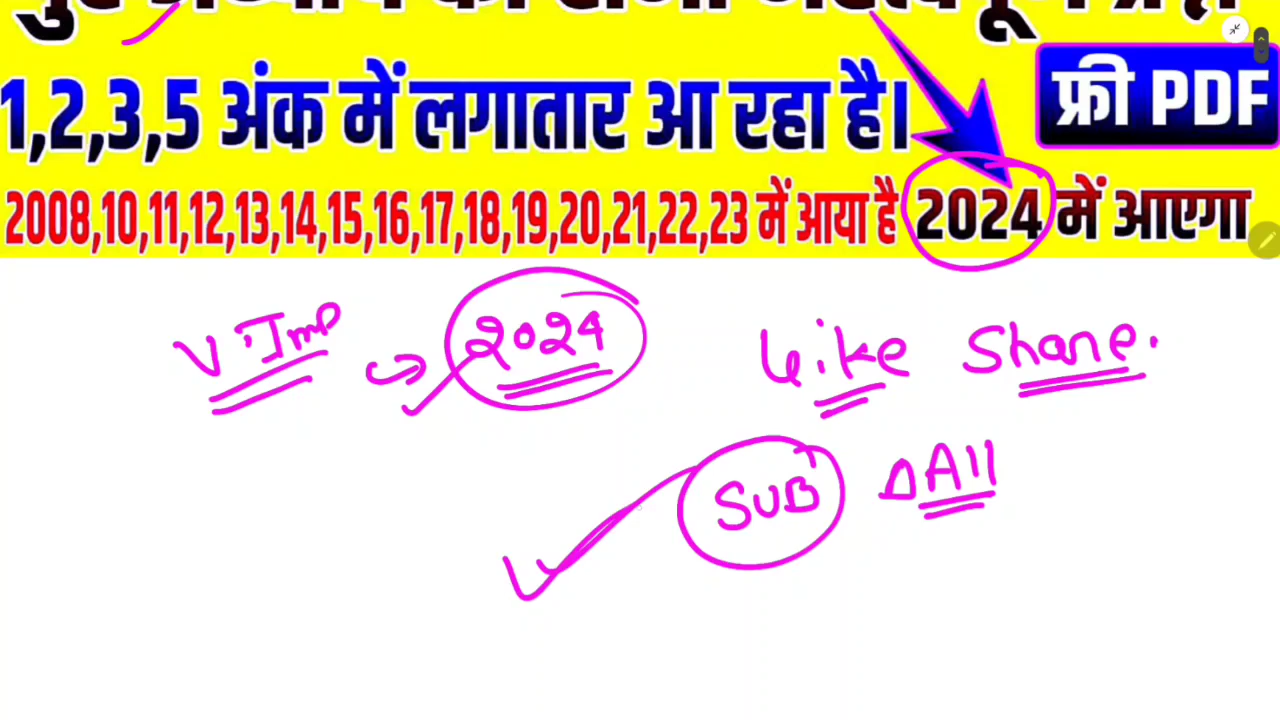 1,2,3,5 अंक में लगातार आ रहा है।
फ्री PDF
2008,10,11,12,13,14,15,16,17,18,19,20,21,22,23 में आया है 2024 में आएगा
V.Imp 2024 Like Share.
SUB All